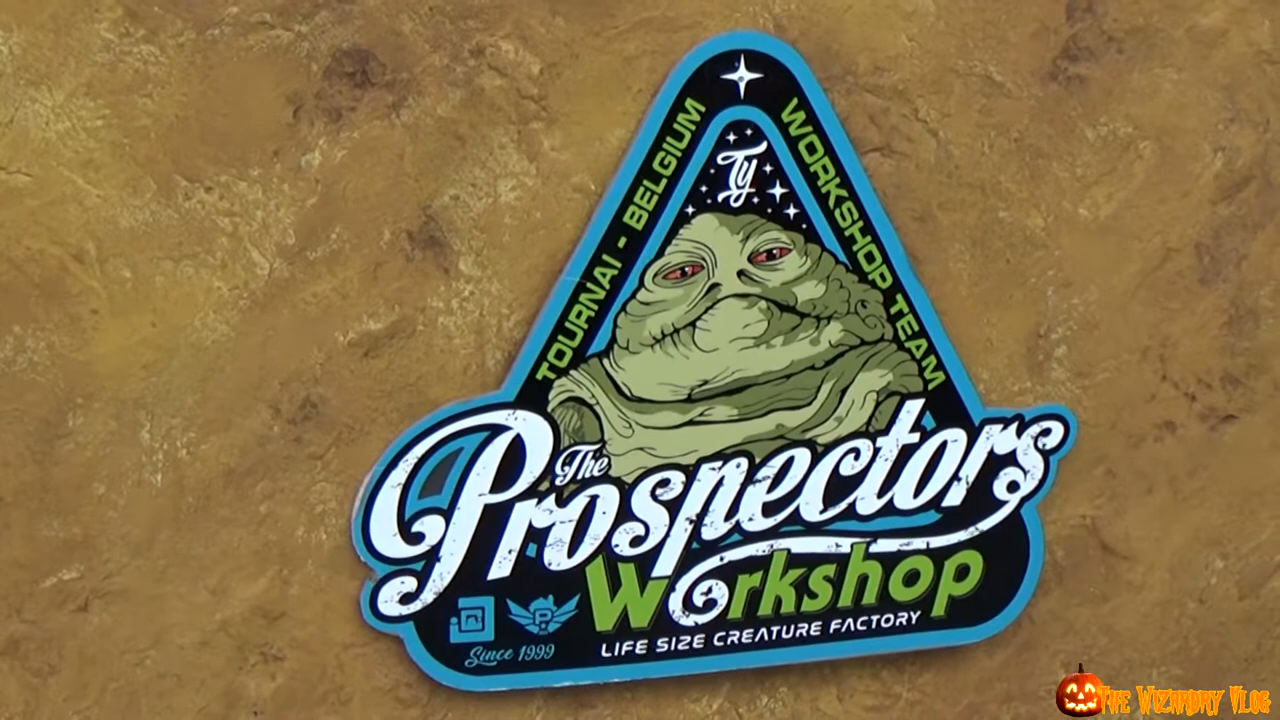 Ty
TOURNAI - BELGIUM
WORKSHOP TEAM
The
Prospectors
Workshop
LIFE SIZE CREATURE FACTORY
Since 1999
The Wizardry Vlog